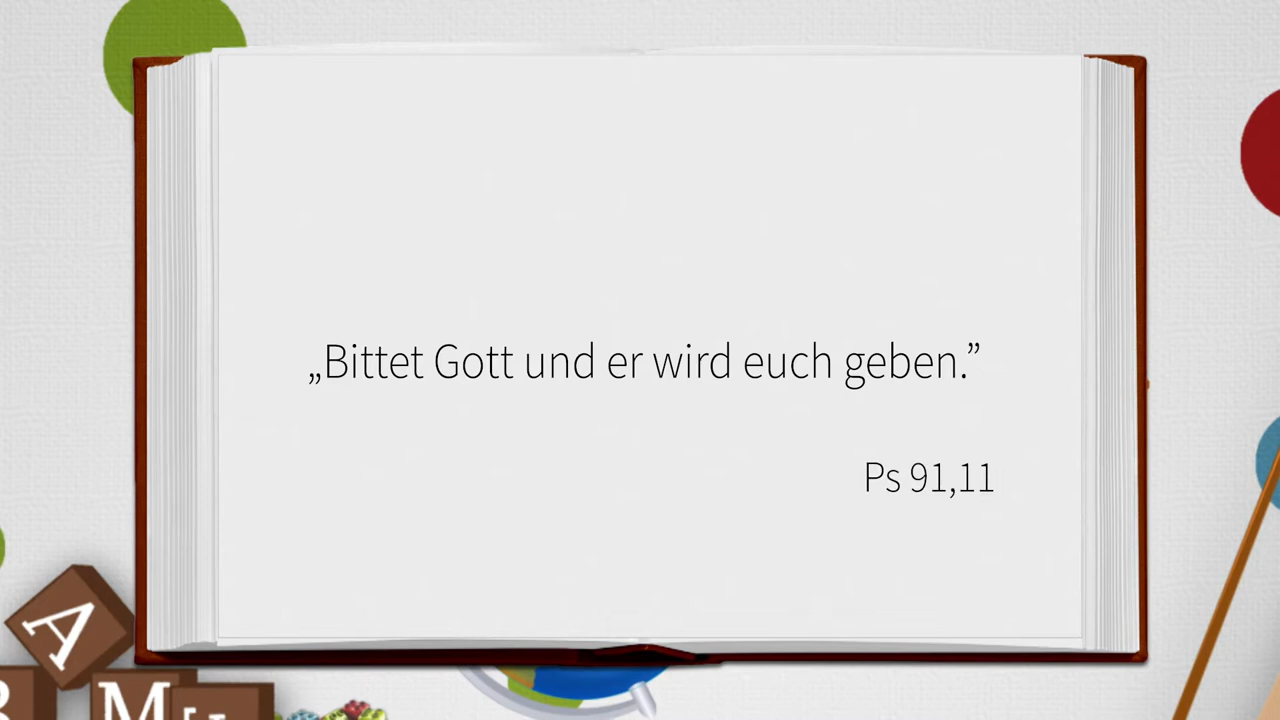 „Bittet Gott und er wird euch geben.”
Ps 91,11
A
M